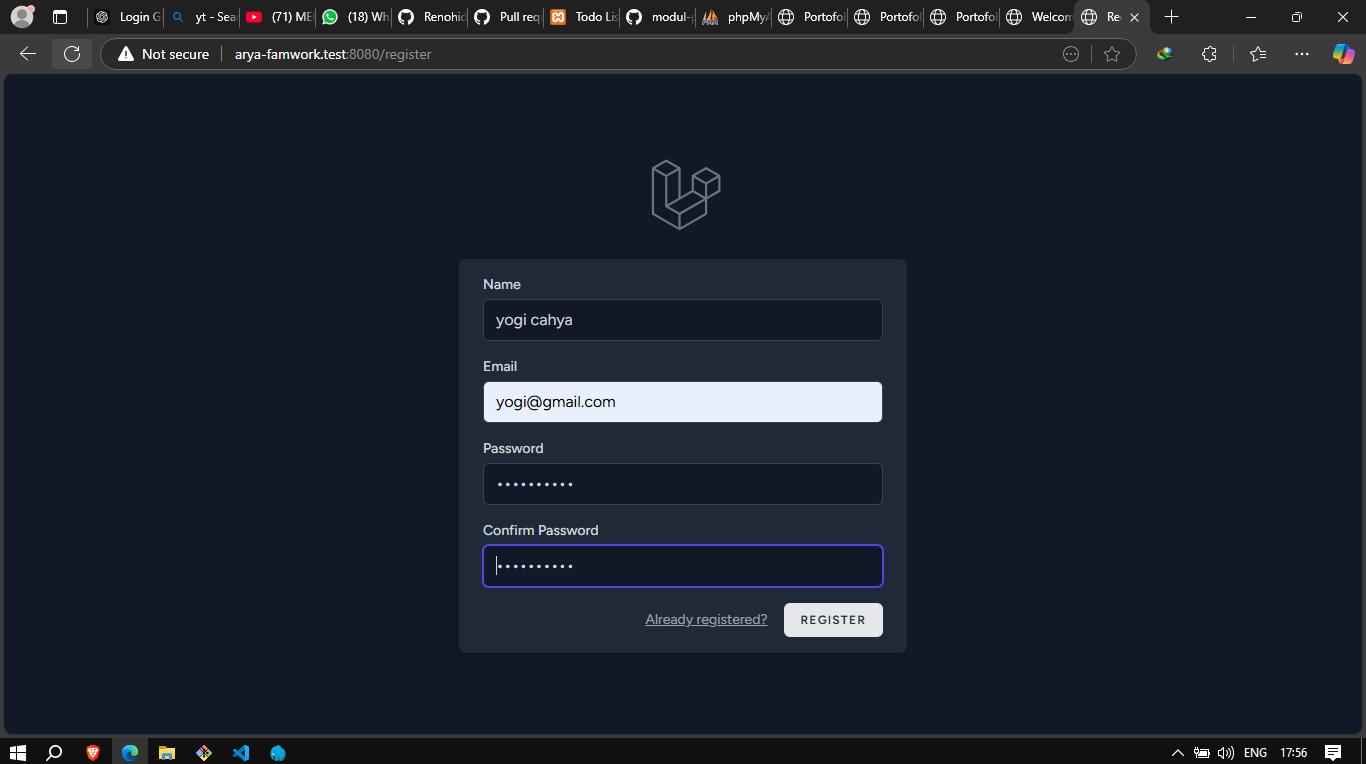 Login G
yt - Sea
(71) ME
(18) Wh
Renohid
Pull req
Todo Lis
modul-p
phpMyA
Portofol
Portofol
Portofol
Welcom
Re
Not secure
arya-famwork.test:8080/register
Name
yogi cahya
Email
yogi@gmail.com
Password
••••••••••
Confirm Password
••••••••••
Already registered?
REGISTER
ENG
17:56